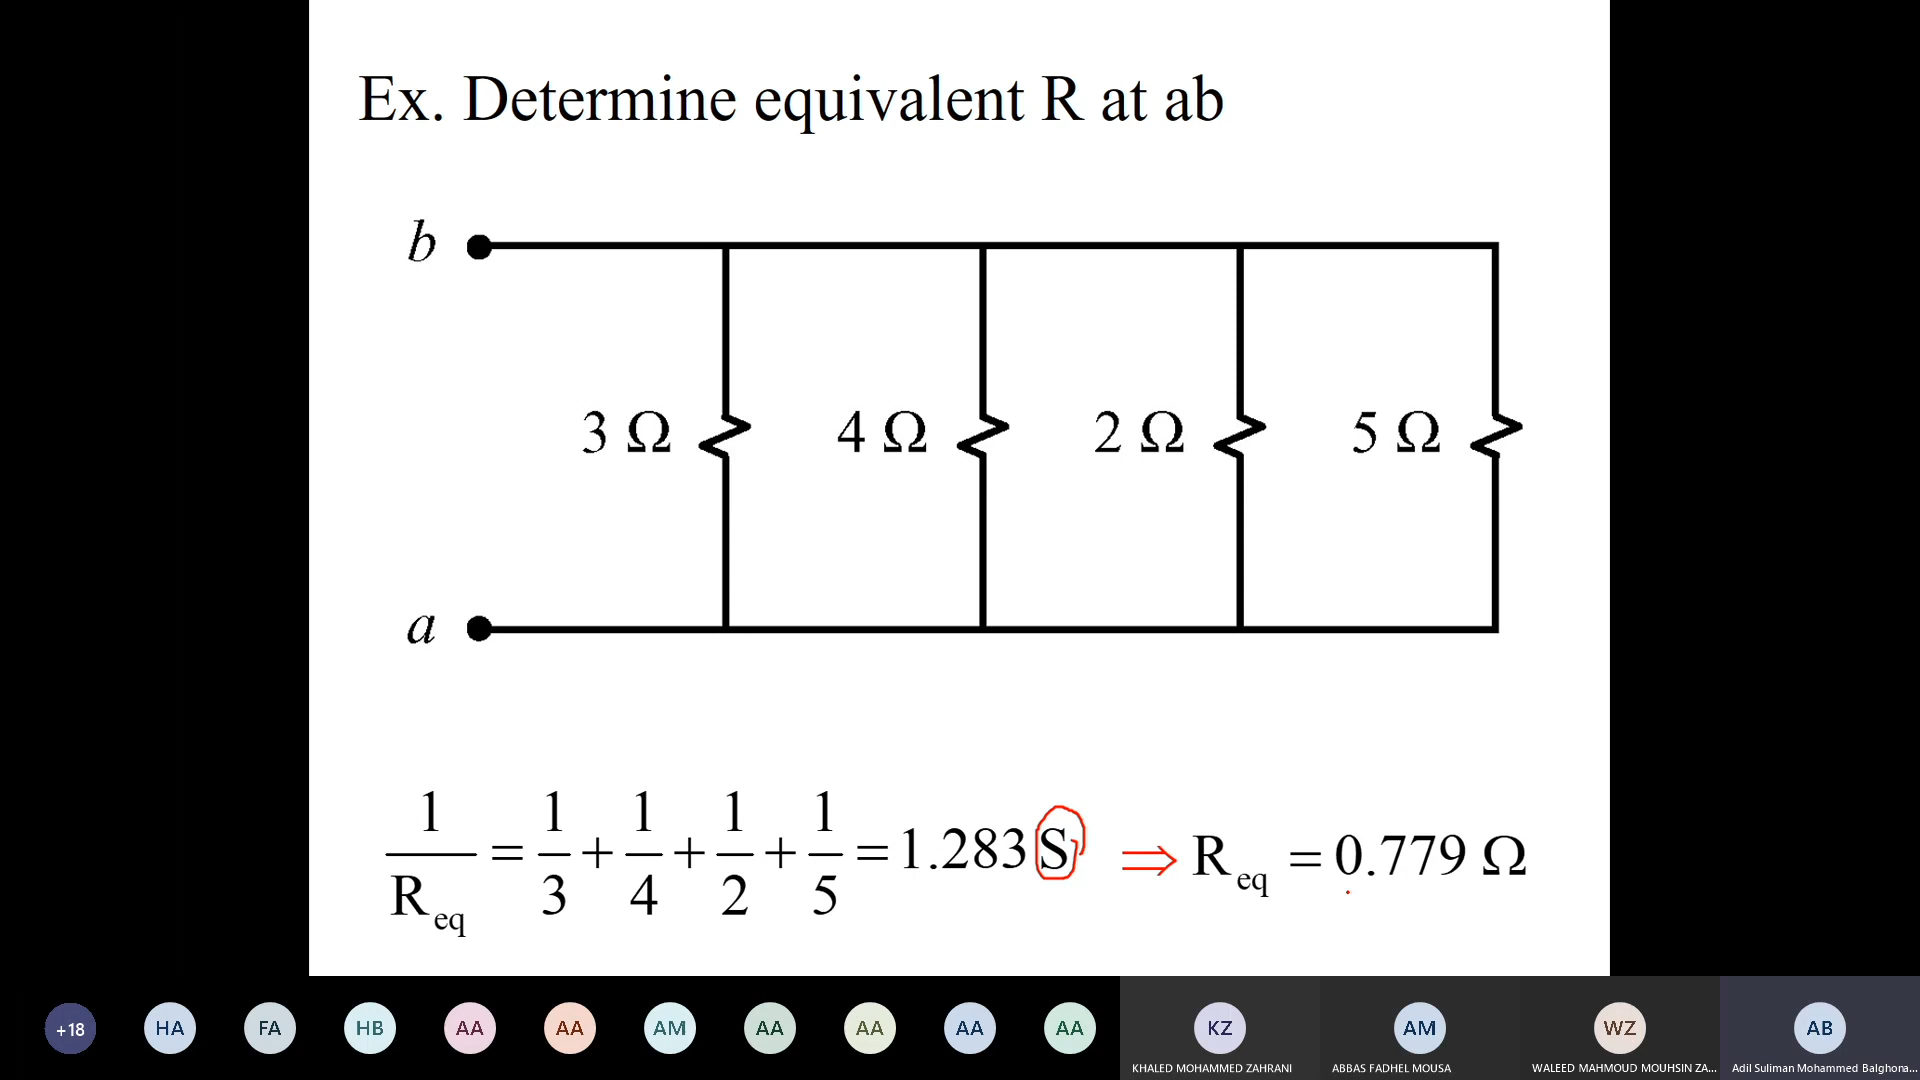 Ex. Determine equivalent R at ab
b
3 Ω 4 Ω 2 Ω 5 Ω
a
1/R_eq = 1/3 + 1/4 + 1/2 + 1/5 = 1.283 S ⇒ R_eq = 0.779 Ω
+18 HA FA HB AA AA AM AA AA AA AA KZ AM WZ AB
KHALED MOHAMMED ZAHRANI ABBAS FADHEL MOUSA WALEED MAHMOUD MOUHSIN ZA... Adil Suliman Mohammed Balghona...